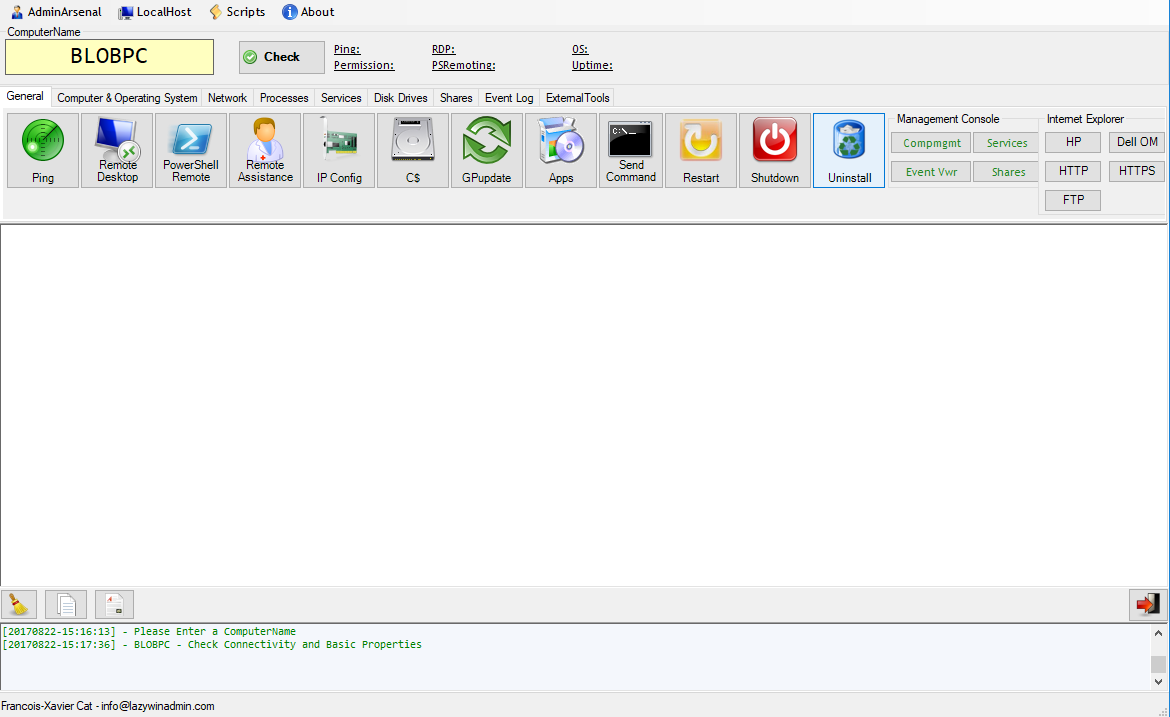 AdminArsenal LocalHost Scripts About
ComputerName
BLOBPC
Check
Ping: RDP: OS:
Permission: PSRemoting: Uptime:
General Computer & Operating System Network Processes Services Disk Drives Shares Event Log ExternalTools
Ping
Remote
Desktop
PowerShell
Remote
Remote
Assistance
IP Config
C$
GPupdate
Apps
C:\_
Send
Command
Restart
Shutdown
Uninstall
Management Console
Compmgmt Services
Event Vwr Shares
Internet Explorer
HP Dell OM
HTTP HTTPS
FTP
[20170822-15:16:13] - Please Enter a ComputerName
[20170822-15:17:36] - BLOBPC - Check Connectivity and Basic Properties
Francois-Xavier Cat - info@lazywinadmin.com